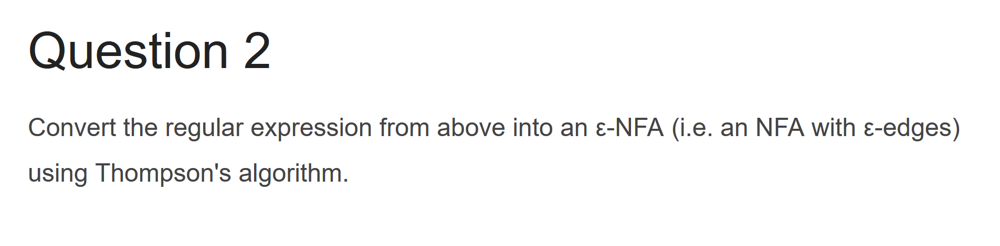 Question 2
Convert the regular expression from above into an ε-NFA (i.e. an NFA with ε-edges)
using Thompson's algorithm.